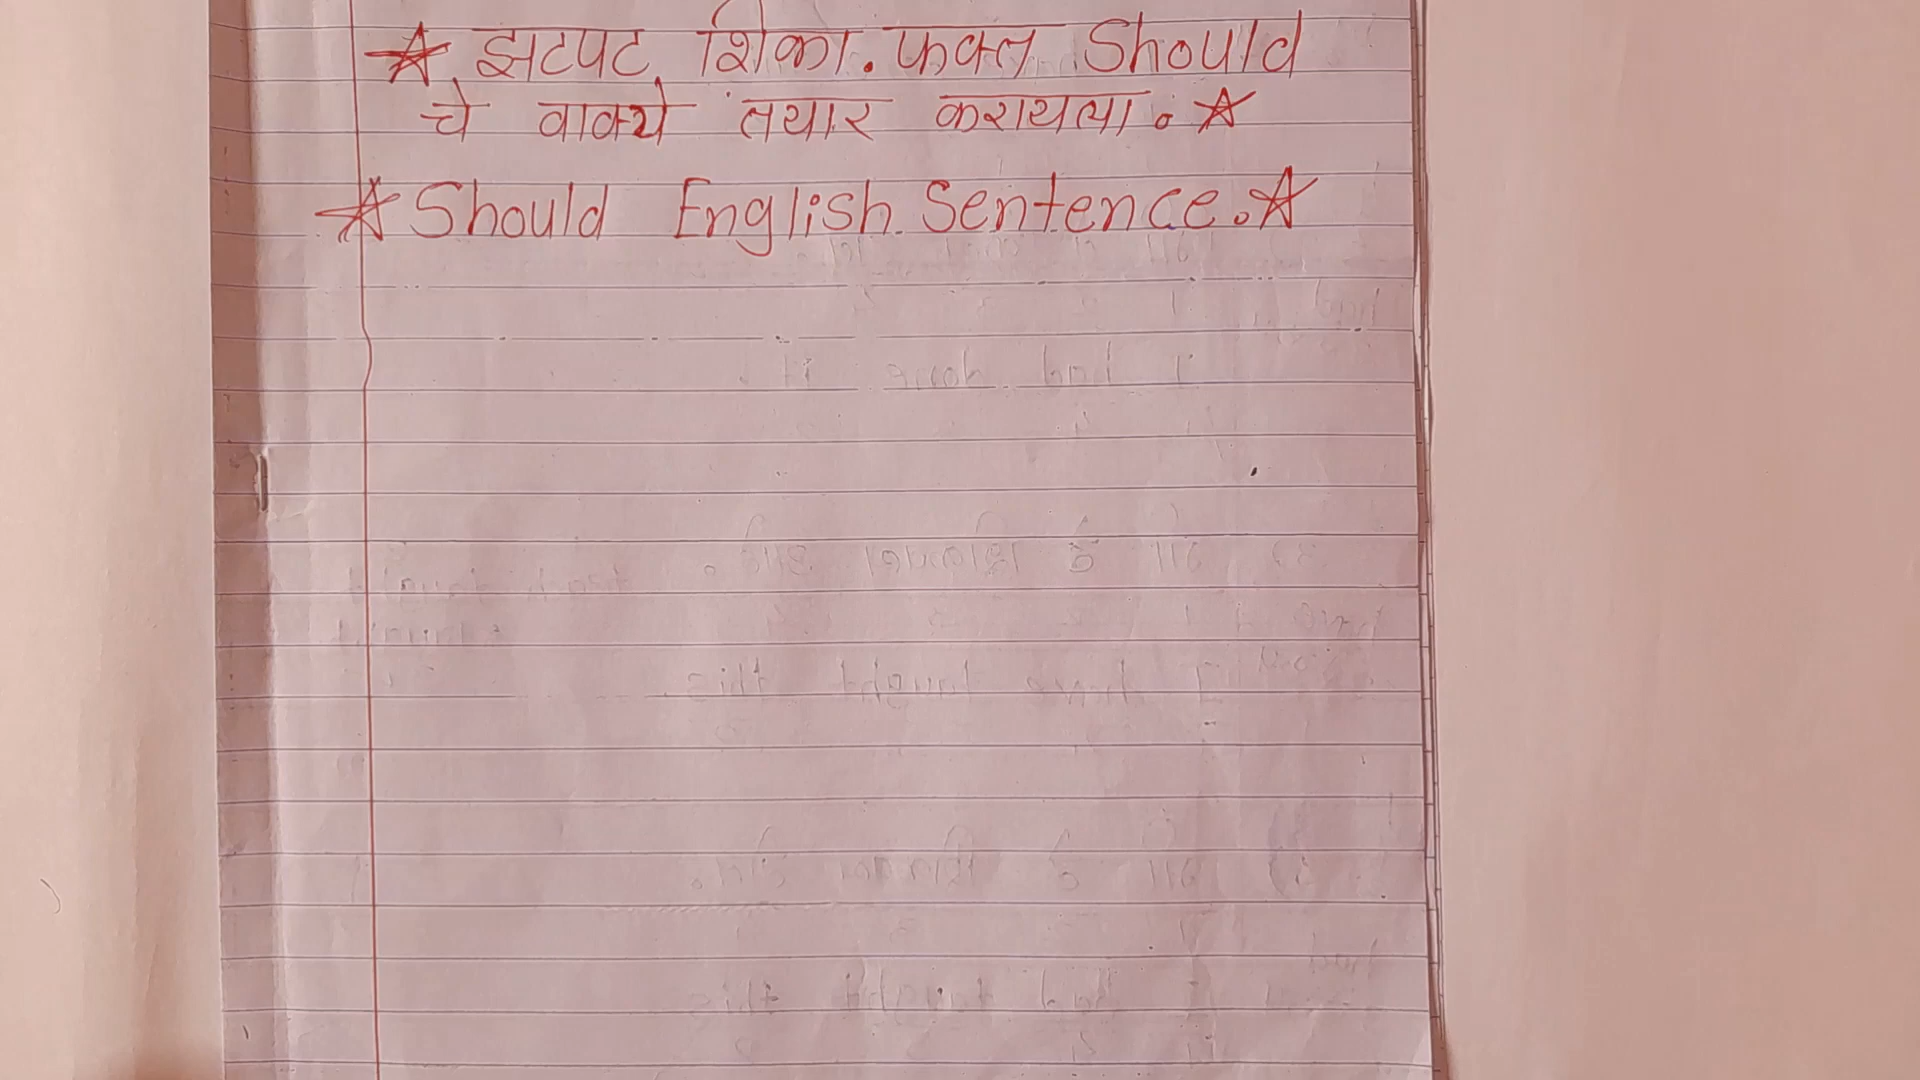 ☆ झटपट शिका. फक्त Should
चे वाक्ये तयार करायला. ☆
☆ Should English Sentence. ☆